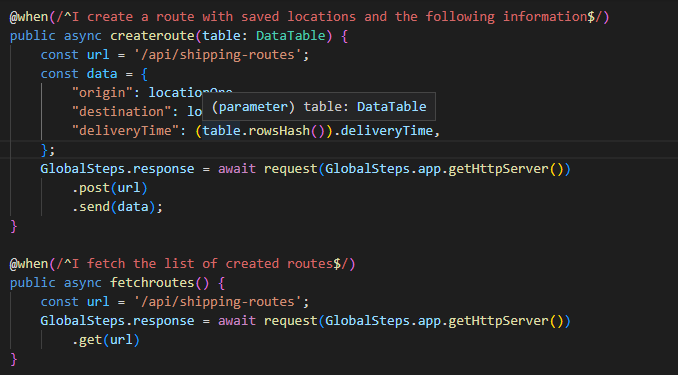 @when(/^I create a route with saved locations and the following information$/)
public async createroute(table: DataTable) {
const url = '/api/shipping-routes';
const data = {
"origin": locationOne,
(parameter) table: DataTable
"destination": lo
"deliveryTime": (table.rowsHash()).deliveryTime,
};
GlobalSteps.response = await request(GlobalSteps.app.getHttpServer())
.post(url)
.send(data);
}
@when(/^I fetch the list of created routes$/)
public async fetchroutes() {
const url = '/api/shipping-routes';
GlobalSteps.response = await request(GlobalSteps.app.getHttpServer())
.get(url)
}